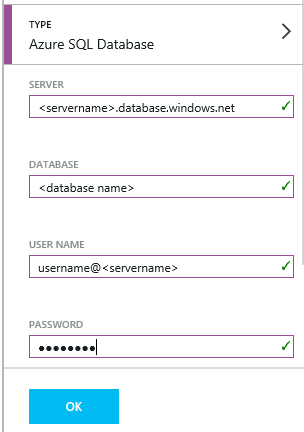 TYPE
Azure SQL Database
SERVER
<servername>.database.windows.net
DATABASE
<database name>
USER NAME
username@<servername>
PASSWORD
●●●●●●●●
OK